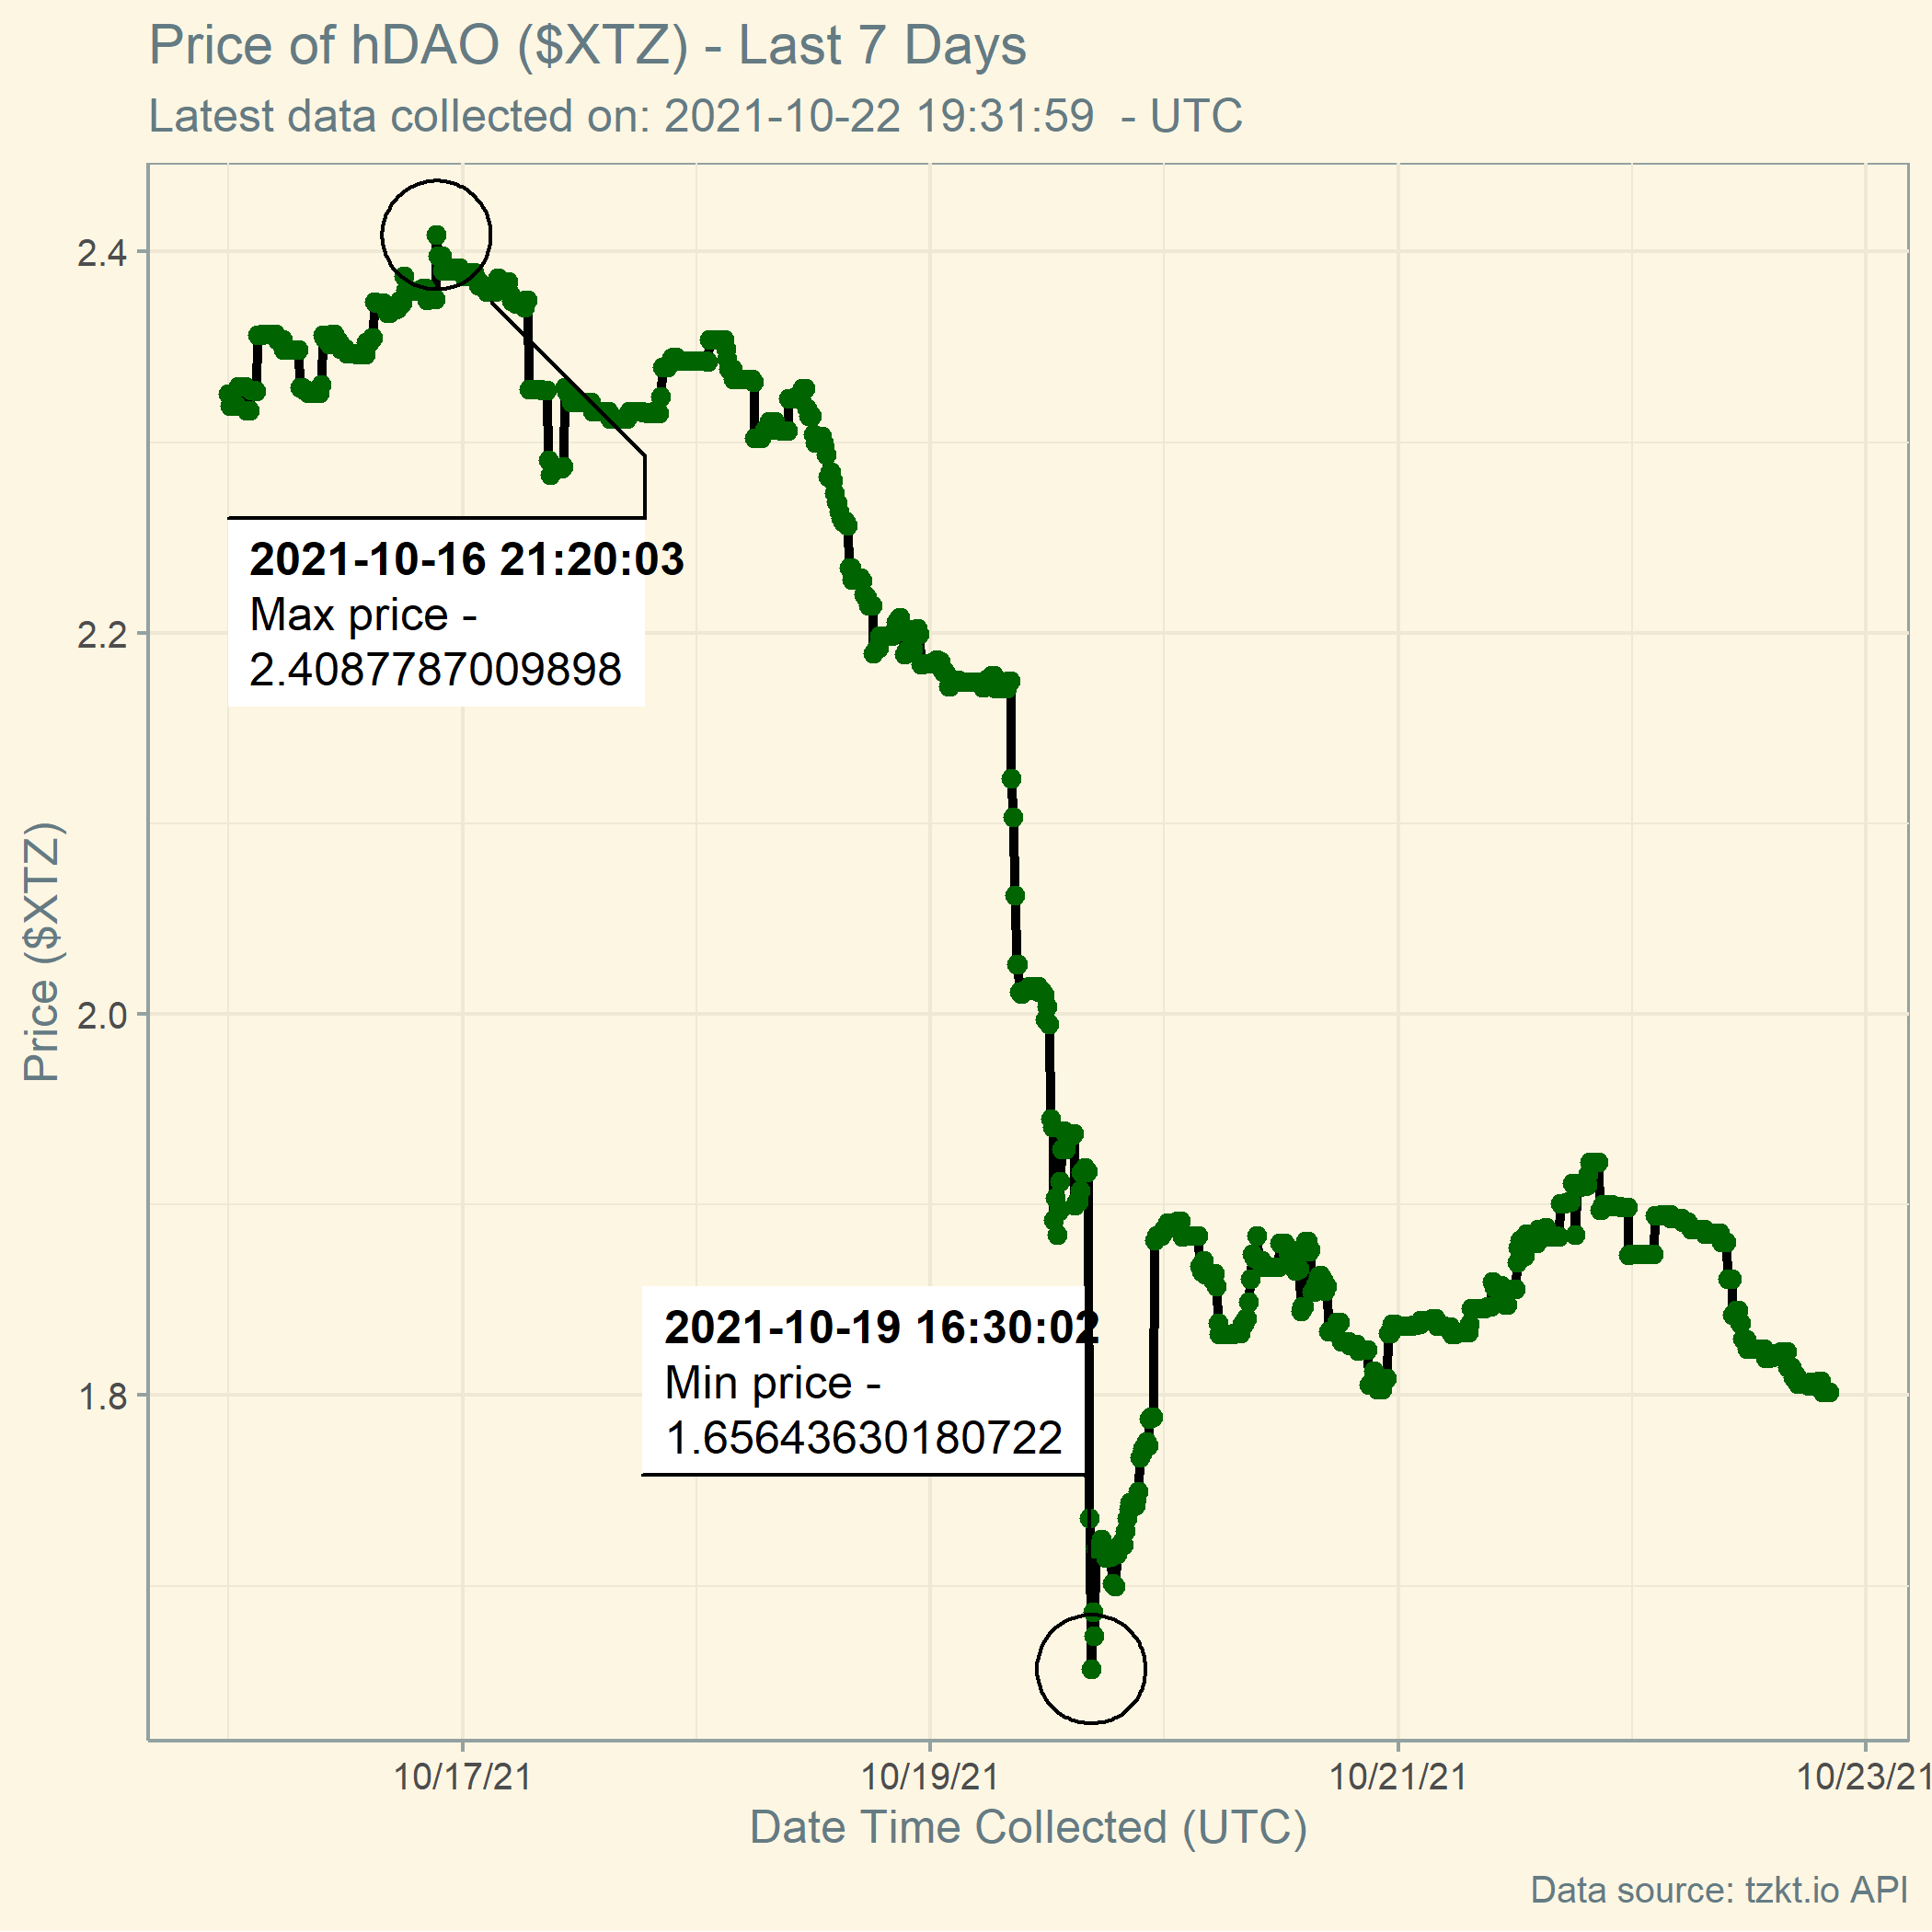 Price of hDAO ($XTZ) - Last 7 Days
Latest data collected on: 2021-10-22 19:31:59  - UTC
2.4
2.2
2.0
1.8
Price ($XTZ)
2021-10-16 21:20:03
Max price -
2.4087787009898
2021-10-19 16:30:02
Min price -
1.65643630180722
10/17/21
10/19/21
10/21/21
10/23/21
Date Time Collected (UTC)
Data source: tzkt.io API